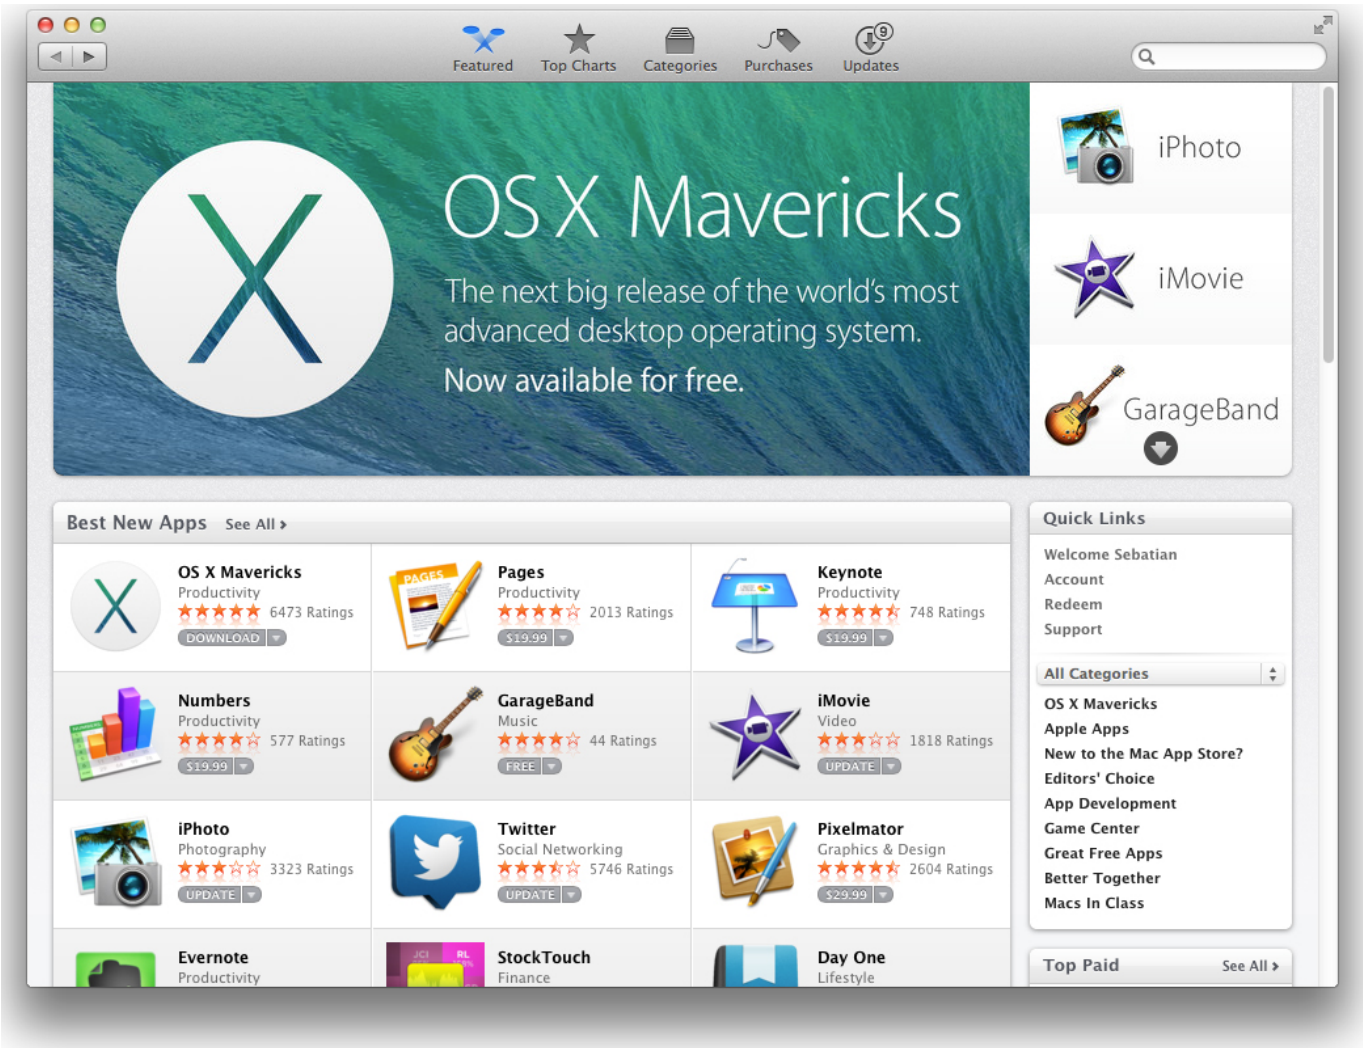 9
Featured
Top Charts
Categories
Purchases
Updates
X
OS X Mavericks
The next big release of the world's most
advanced desktop operating system.
Now available for free.
iPhoto
iMovie
GarageBand
Best New Apps See All ›
OS X Mavericks
Productivity
6473 Ratings
DOWNLOAD
PAGES
Pages
Productivity
2013 Ratings
$19.99
Keynote
Productivity
748 Ratings
$19.99
NUMBERS
Numbers
Productivity
577 Ratings
$19.99
GarageBand
Music
44 Ratings
FREE
iMovie
Video
1818 Ratings
UPDATE
iPhoto
Photography
3323 Ratings
UPDATE
Twitter
Social Networking
5746 Ratings
UPDATE
Pixelmator
Graphics & Design
2604 Ratings
$29.99
Evernote
Productivity
JCI RL
StockTouch
Finance
Day One
Lifestyle
Quick Links
Welcome Sebatian
Account
Redeem
Support
All Categories
OS X Mavericks
Apple Apps
New to the Mac App Store?
Editors' Choice
App Development
Game Center
Great Free Apps
Better Together
Macs In Class
Top Paid See All ›